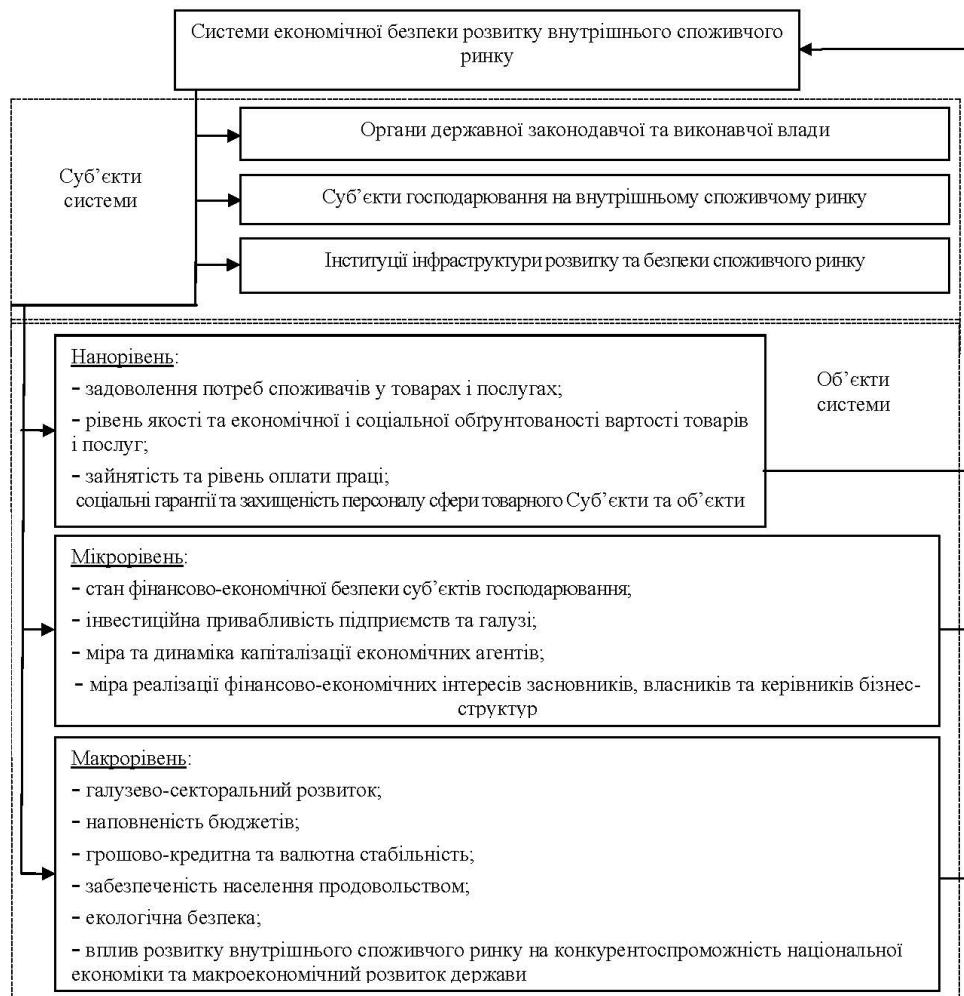 Системи економічної безпеки розвитку внутрішнього споживчого
ринку
Органи державної законодавчої та виконавчої влади
Суб’єкти
системи
Суб’єкти господарювання на внутрішньому споживчому ринку
Інституції інфраструктури розвитку та безпеки споживчого ринку
Нанорівень:
- задоволення потреб споживачів у товарах і послугах;
- рівень якості та економічної і соціальної обґрунтованості вартості товарів
і послуг;
- зайнятість та рівень оплати праці;
соціальні гарантії та захищеність персоналу сфери товарного Суб’єкти та об’єкти
Об’єкти
системи
Мікрорівень:
- стан фінансово-економічної безпеки суб’єктів господарювання;
- інвестиційна привабливість підприємств та галузі;
- міра та динаміка капіталізації економічних агентів;
- міра реалізації фінансово-економічних інтересів засновників, власників та керівників бізнес-
структур
Макрорівень:
- галузево-секторальний розвиток;
- наповненість бюджетів;
- грошово-кредитна та валютна стабільність;
- забезпеченість населення продовольством;
- екологічна безпека;
- вплив розвитку внутрішнього споживчого ринку на конкурентоспроможність національної
економіки та макроекономічний розвиток держави